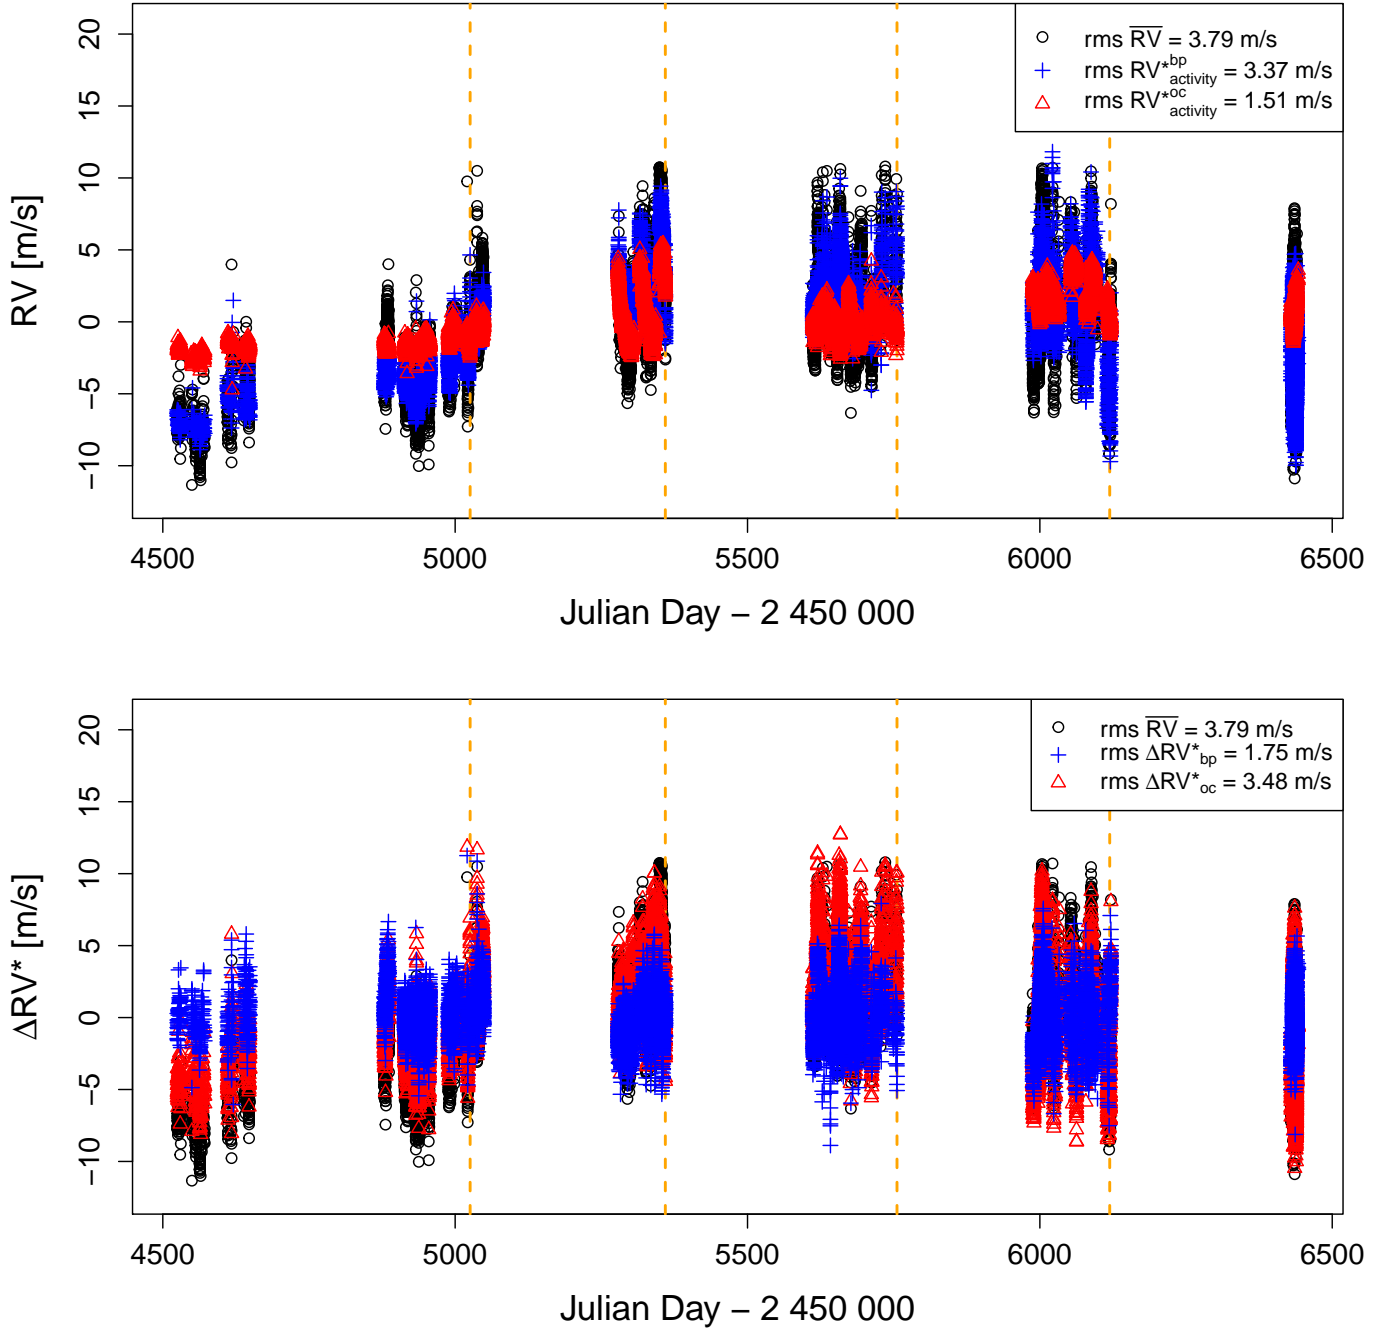 rms RV = 3.79 m/s
rms RV*bp activity = 3.37 m/s
rms RV*oc activity = 1.51 m/s
20
15
10
5
0
−5
−10
RV [m/s]
4500 5000 5500 6000 6500
Julian Day − 2 450 000
rms RV = 3.79 m/s
rms ΔRV*bp = 1.75 m/s
rms ΔRV*oc = 3.48 m/s
20
15
10
5
0
−5
−10
ΔRV* [m/s]
4500 5000 5500 6000 6500
Julian Day − 2 450 000